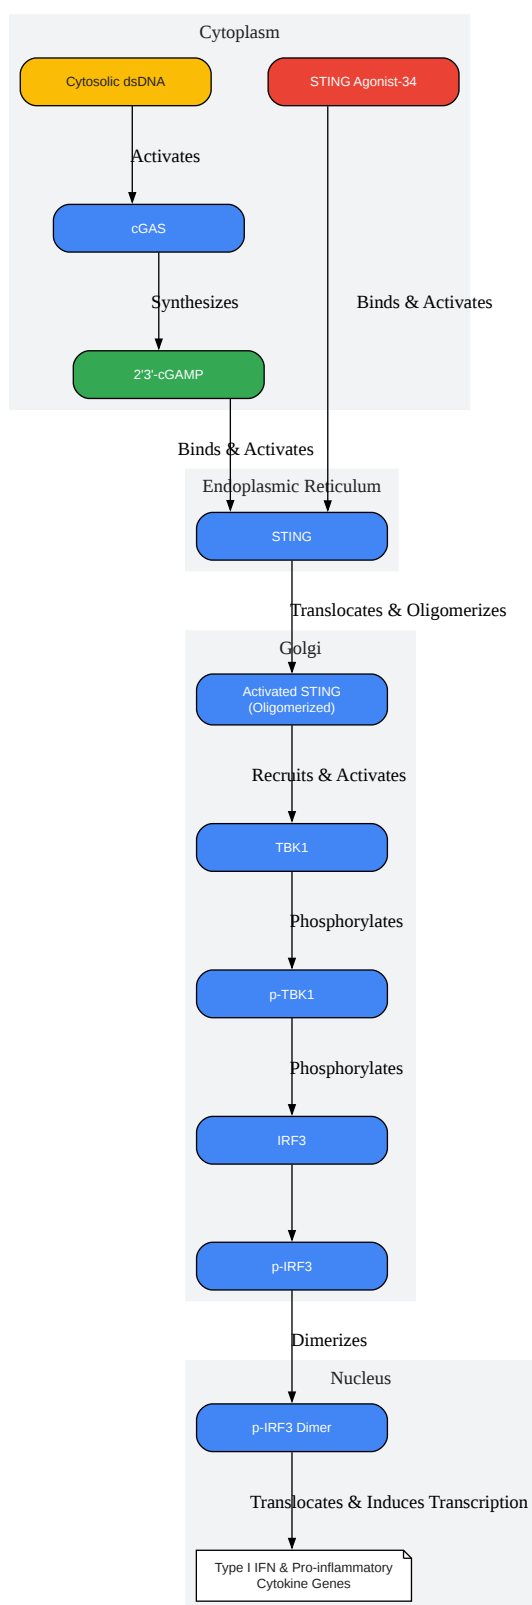 Cytoplasm
Cytosolic dsDNA
STING Agonist-34
Activates
cGAS
Synthesizes
Binds & Activates
2'3'-cGAMP
Binds & Activates
Endoplasmic Reticulum
STING
Translocates & Oligomerizes
Golgi
Activated STING
(Oligomerized)
Recruits & Activates
TBK1
Phosphorylates
p-TBK1
Phosphorylates
IRF3
p-IRF3
Dimerizes
Nucleus
p-IRF3 Dimer
Translocates & Induces Transcription
Type I IFN & Pro-inflammatory
Cytokine Genes